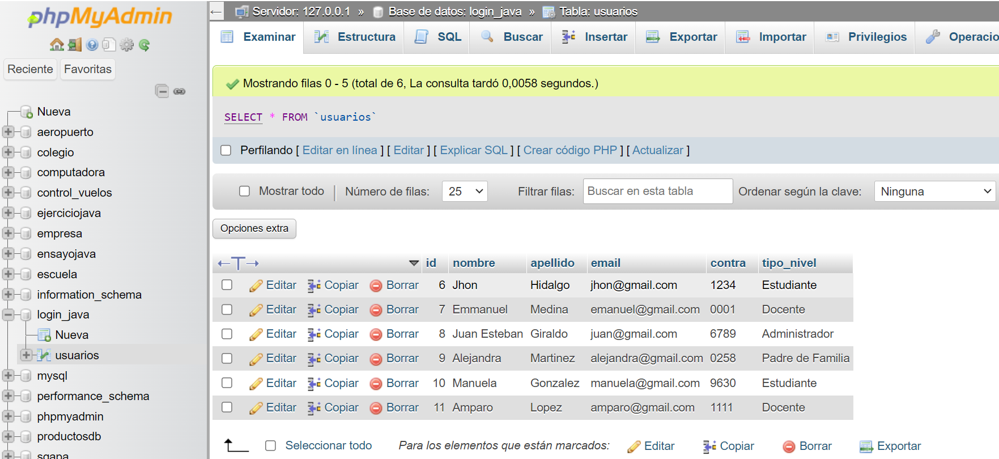 phpMyAdmin
Reciente Favoritas
Nueva
aeropuerto
colegio
computadora
control_vuelos
ejerciciojava
empresa
ensayojava
escuela
information_schema
login_java
Nueva
usuarios
mysql
performance_schema
phpmyadmin
productosdb
sgapa
← Servidor: 127.0.0.1 » Base de datos: login_java » Tabla: usuarios
Examinar Estructura SQL Buscar Insertar Exportar Importar Privilegios Operacio
Mostrando filas 0 - 5 (total de 6, La consulta tardó 0,0058 segundos.)
SELECT * FROM `usuarios`
Perfilando [ Editar en línea ] [ Editar ] [ Explicar SQL ] [ Crear código PHP ] [ Actualizar ]
Mostrar todo | Número de filas: 25 Filtrar filas: Buscar en esta tabla Ordenar según la clave: Ninguna
Opciones extra
←T→ id nombre apellido email contra tipo_nivel
Editar Copiar Borrar 6 Jhon Hidalgo jhon@gmail.com 1234 Estudiante
Editar Copiar Borrar 7 Emmanuel Medina emanuel@gmail.com 0001 Docente
Editar Copiar Borrar 8 Juan Esteban Giraldo juan@gmail.com 6789 Administrador
Editar Copiar Borrar 9 Alejandra Martinez alejandra@gmail.com 0258 Padre de Familia
Editar Copiar Borrar 10 Manuela Gonzalez manuela@gmail.com 9630 Estudiante
Editar Copiar Borrar 11 Amparo Lopez amparo@gmail.com 1111 Docente
Seleccionar todo Para los elementos que están marcados: Editar Copiar Borrar Exportar